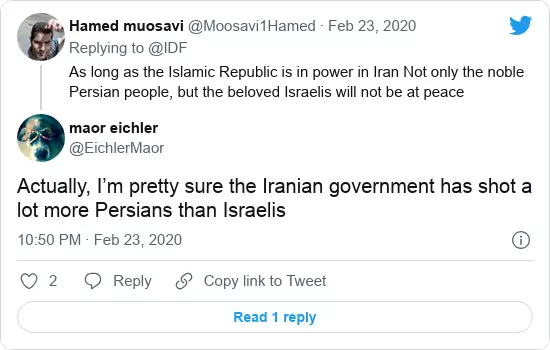 Hamed muosavi @Moosavi1Hamed · Feb 23, 2020
Replying to @IDF
As long as the Islamic Republic is in power in Iran Not only the noble
Persian people, but the beloved Israelis will not be at peace
maor eichler
@EichlerMaor
Actually, I’m pretty sure the Iranian government has shot a
lot more Persians than Israelis
10:50 PM · Feb 23, 2020
2 Reply Copy link to Tweet
Read 1 reply